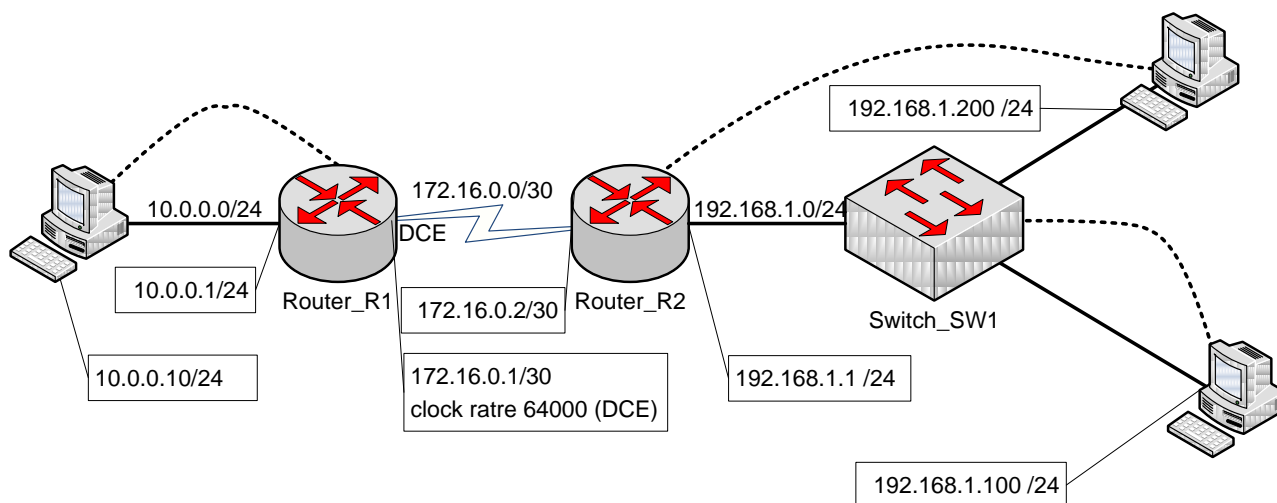 192.168.1.200 /24
172.16.0.0/30
10.0.0.0/24
192.168.1.0/24
DCE
10.0.0.1/24
Router_R1
172.16.0.2/30
Router_R2
Switch_SW1
10.0.0.10/24
172.16.0.1/30
clock ratre 64000 (DCE)
192.168.1.1 /24
192.168.1.100 /24